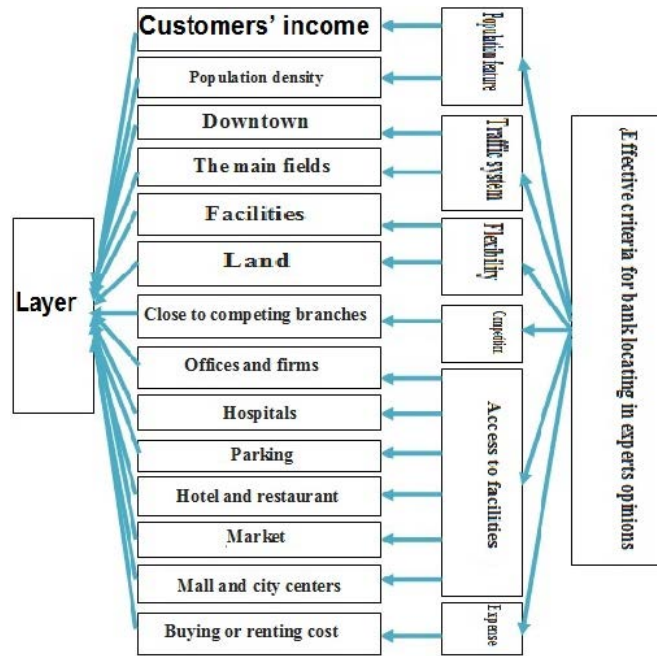 Customers' income
Population density
Downtown
The main fields
Facilities
Land
Close to competing branches
Offices and firms
Hospitals
Parking
Hotel and restaurant
Market
Mall and city centers
Buying or renting cost
Layer
Population feature
Traffic system
Flexibility
Access to facilities
Expense
Effective criteria for bank locating in experts opinions